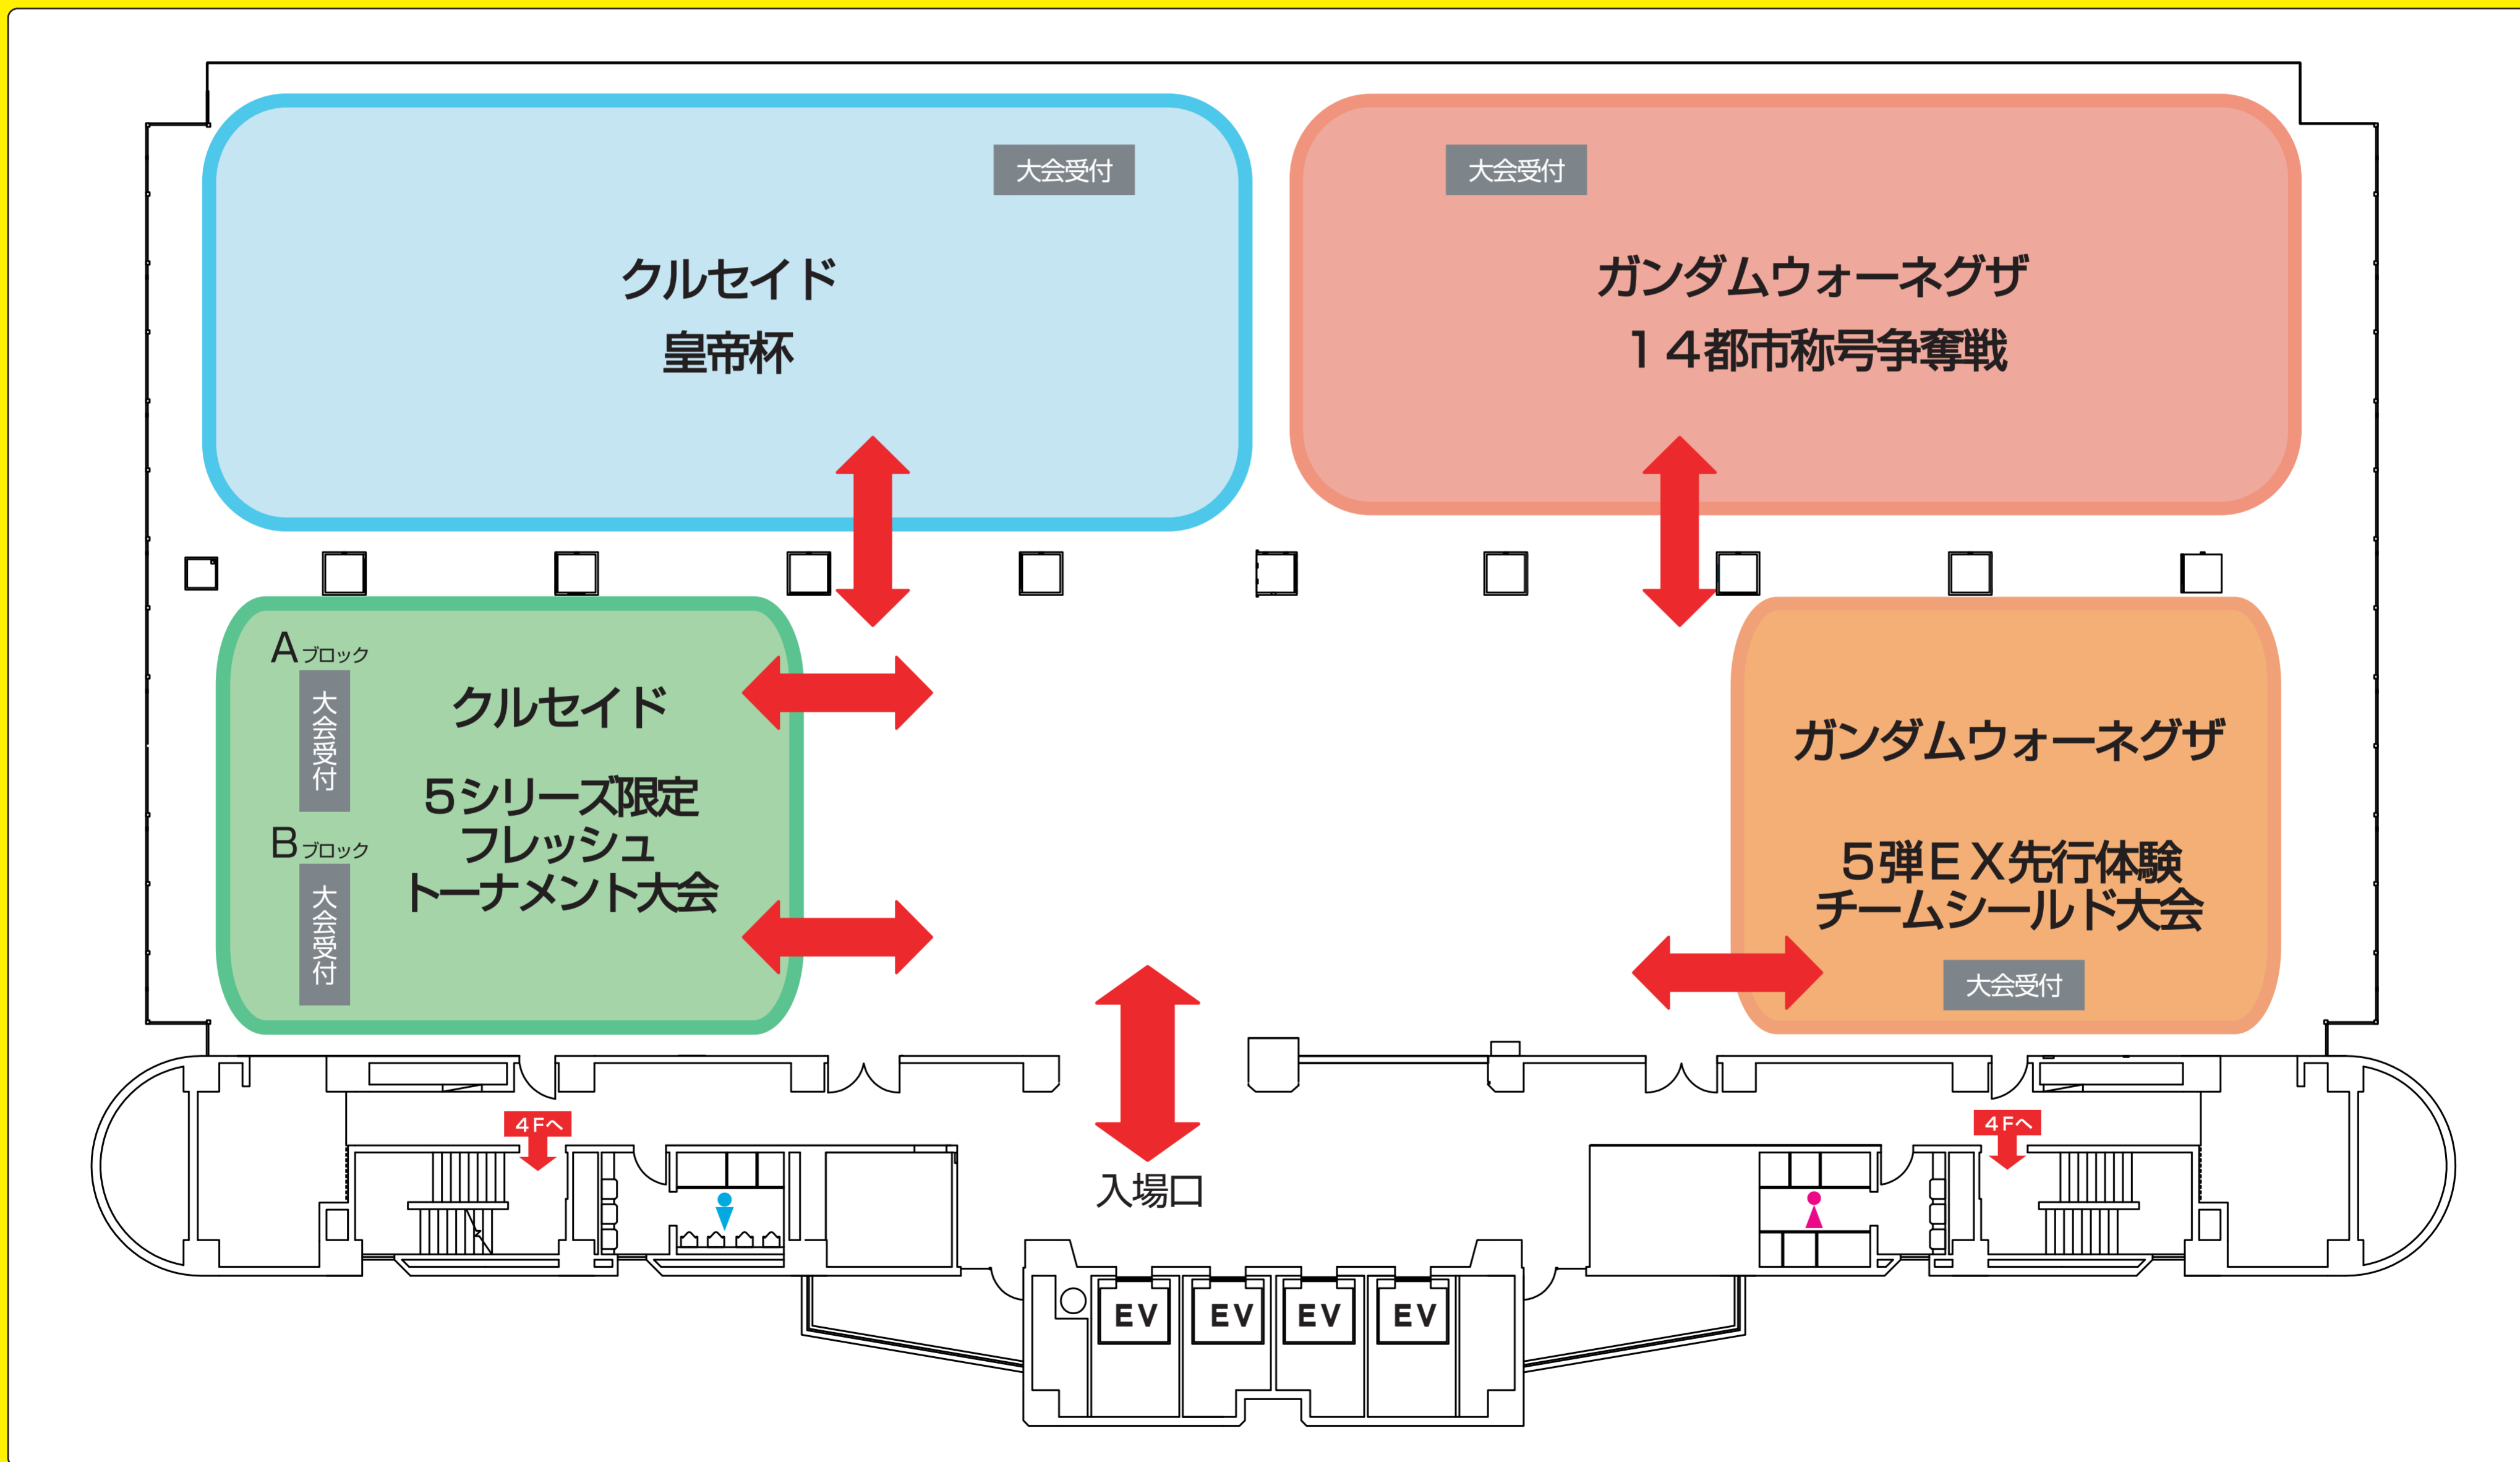 大会受付
クルセイド
皇帝杯
大会受付
ガンダムウォーネグザ
１４都市称号争奪戦
Aブロック
大会受付
Bブロック
大会受付
クルセイド
５シリーズ限定
フレッシュ
トーナメント大会
ガンダムウォーネグザ
５弾ＥＸ先行体験
チームシールド大会
大会受付
4Fへ
4Fへ
入場口
EV
EV
EV
EV